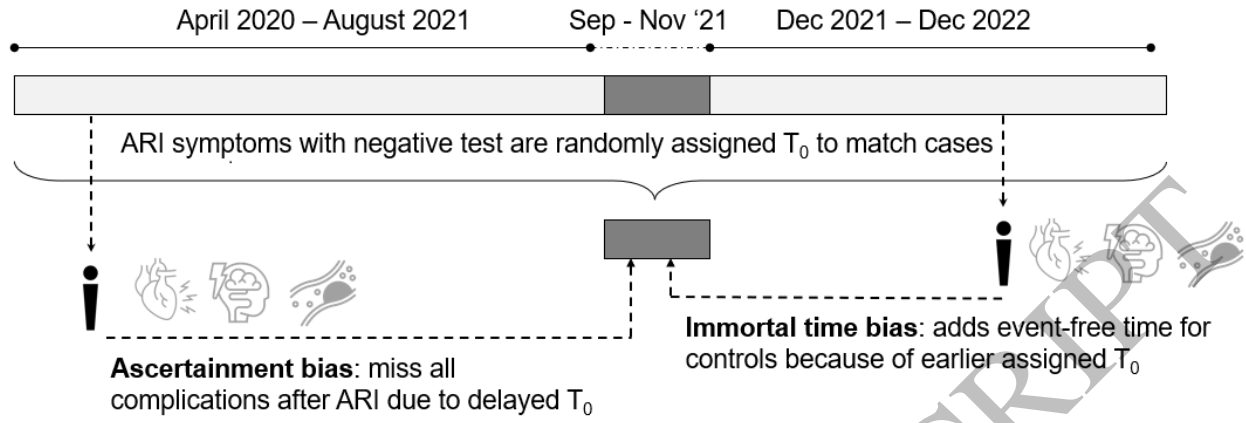 April 2020 – August 2021 Sep - Nov ‘21 Dec 2021 – Dec 2022
ARI symptoms with negative test are randomly assigned T₀ to match cases
Immortal time bias: adds event-free time for
controls because of earlier assigned T₀
Ascertainment bias: miss all
complications after ARI due to delayed T₀